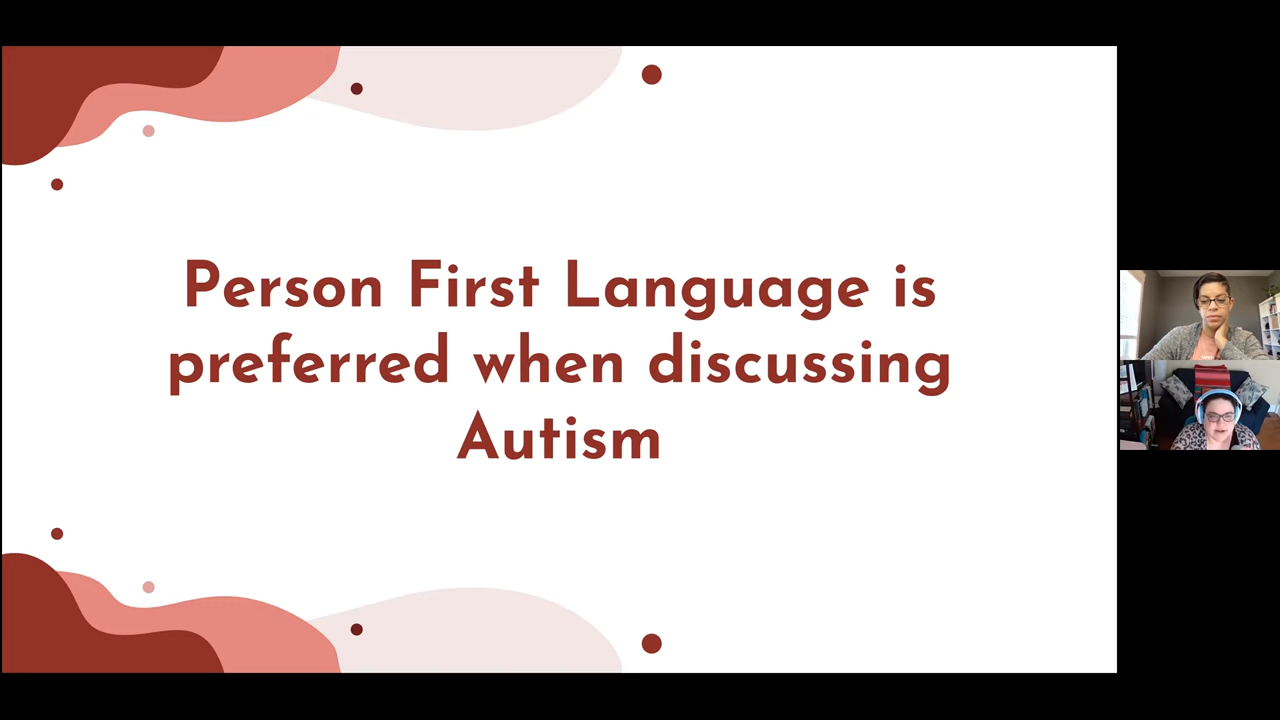 Person First Language is
preferred when discussing
Autism